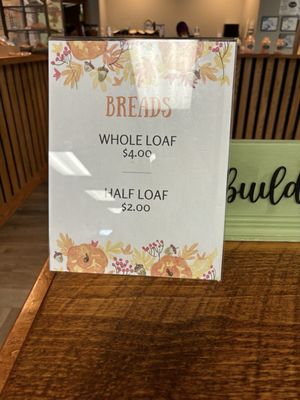 BREADS
WHOLE LOAF
$4.00
HALF LOAF
$2.00
build